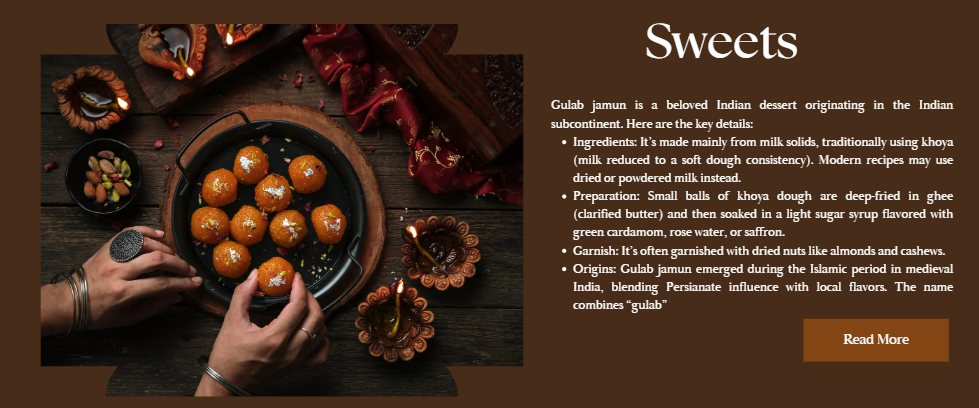 Sweets
Gulab jamun is a beloved Indian dessert originating in the Indian
subcontinent. Here are the key details:
• Ingredients: It’s made mainly from milk solids, traditionally using khoya
(milk reduced to a soft dough consistency). Modern recipes may use
dried or powdered milk instead.
• Preparation: Small balls of khoya dough are deep-fried in ghee
(clarified butter) and then soaked in a light sugar syrup flavored with
green cardamom, rose water, or saffron.
• Garnish: It’s often garnished with dried nuts like almonds and cashews.
• Origins: Gulab jamun emerged during the Islamic period in medieval
India, blending Persianate influence with local flavors. The name
combines “gulab”
Read More